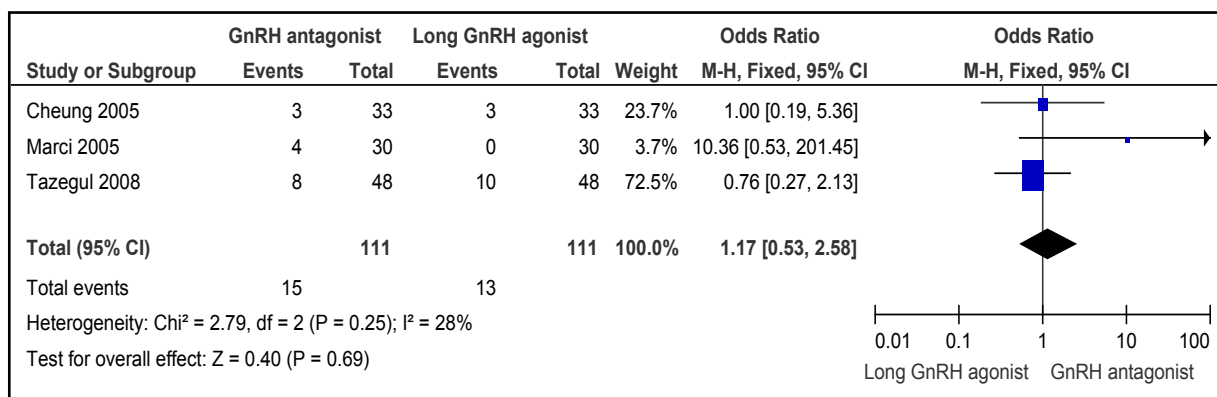 GnRH antagonist Long GnRH agonist Odds Ratio Odds Ratio
Study or Subgroup Events Total Events Total Weight M-H, Fixed, 95% CI M-H, Fixed, 95% CI
Cheung 2005 3 33 3 33 23.7% 1.00 [0.19, 5.36]
Marci 2005 4 30 0 30 3.7% 10.36 [0.53, 201.45]
Tazegul 2008 8 48 10 48 72.5% 0.76 [0.27, 2.13]
Total (95% CI) 111 111 100.0% 1.17 [0.53, 2.58]
Total events 15 13
Heterogeneity: Chi² = 2.79, df = 2 (P = 0.25); I² = 28%
Test for overall effect: Z = 0.40 (P = 0.69)
0.01 0.1 1 10 100
Long GnRH agonist GnRH antagonist